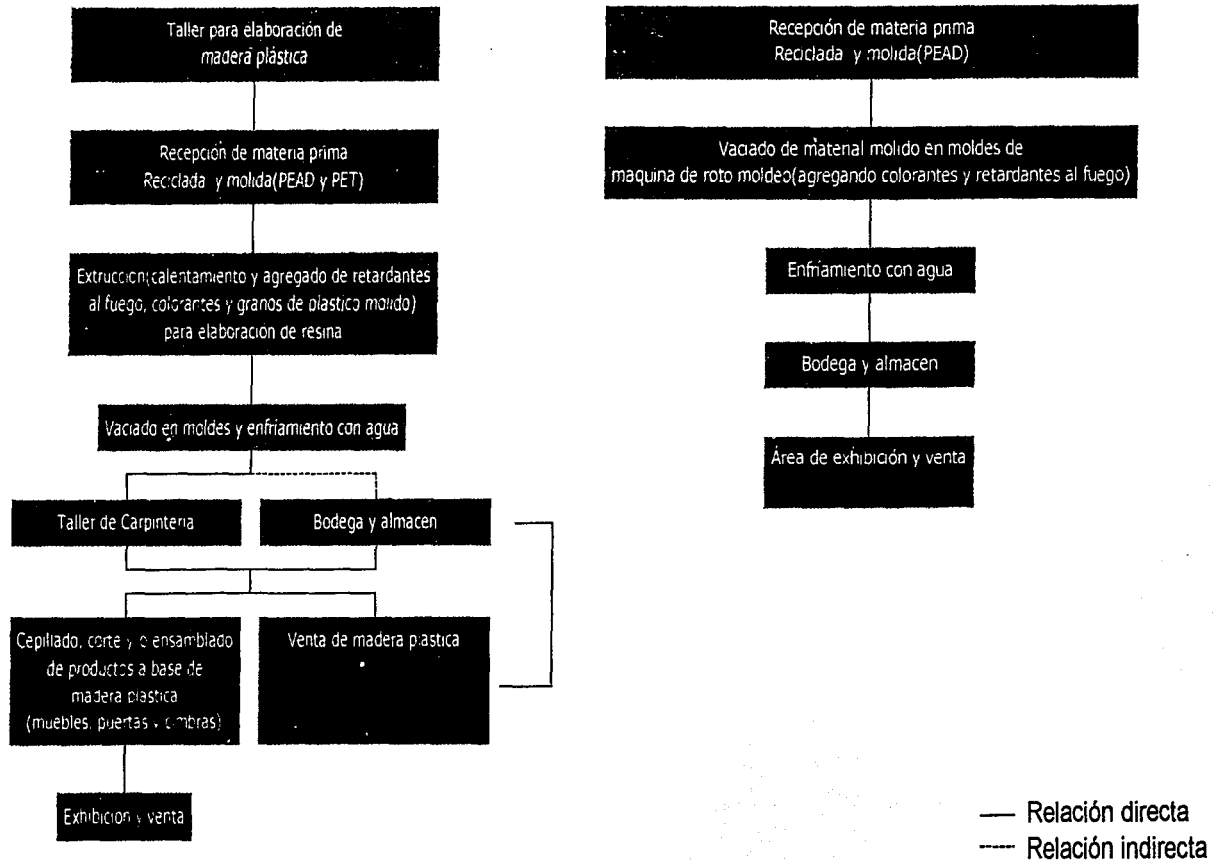 Taller para elaboración de
madera plástica
Recepción de materia prima
Reciclada y molida(PEAD y PET)
Extrucción(calentamiento y agregado de retardantes
al fuego, colorantes y granos de plastico molido)
para elaboración de resina
Vaciado en moldes y enfriamiento con agua
Taller de Carpinteria
Bodega y almacen
Cepillado, corte y o ensamblado
de productos a base de
madera plastica
(muebles, puertas y cimbras)
Venta de madera plastica
Exhibicion y venta
Recepción de materia prima
Reciclada y molida(PEAD)
Vaciado de material molido en moldes de
maquina de roto moldeo(agregando colorantes y retardantes al fuego)
Enfriamiento con agua
Bodega y almacen
Área de exhibición y venta
Relación directa
Relación indirecta